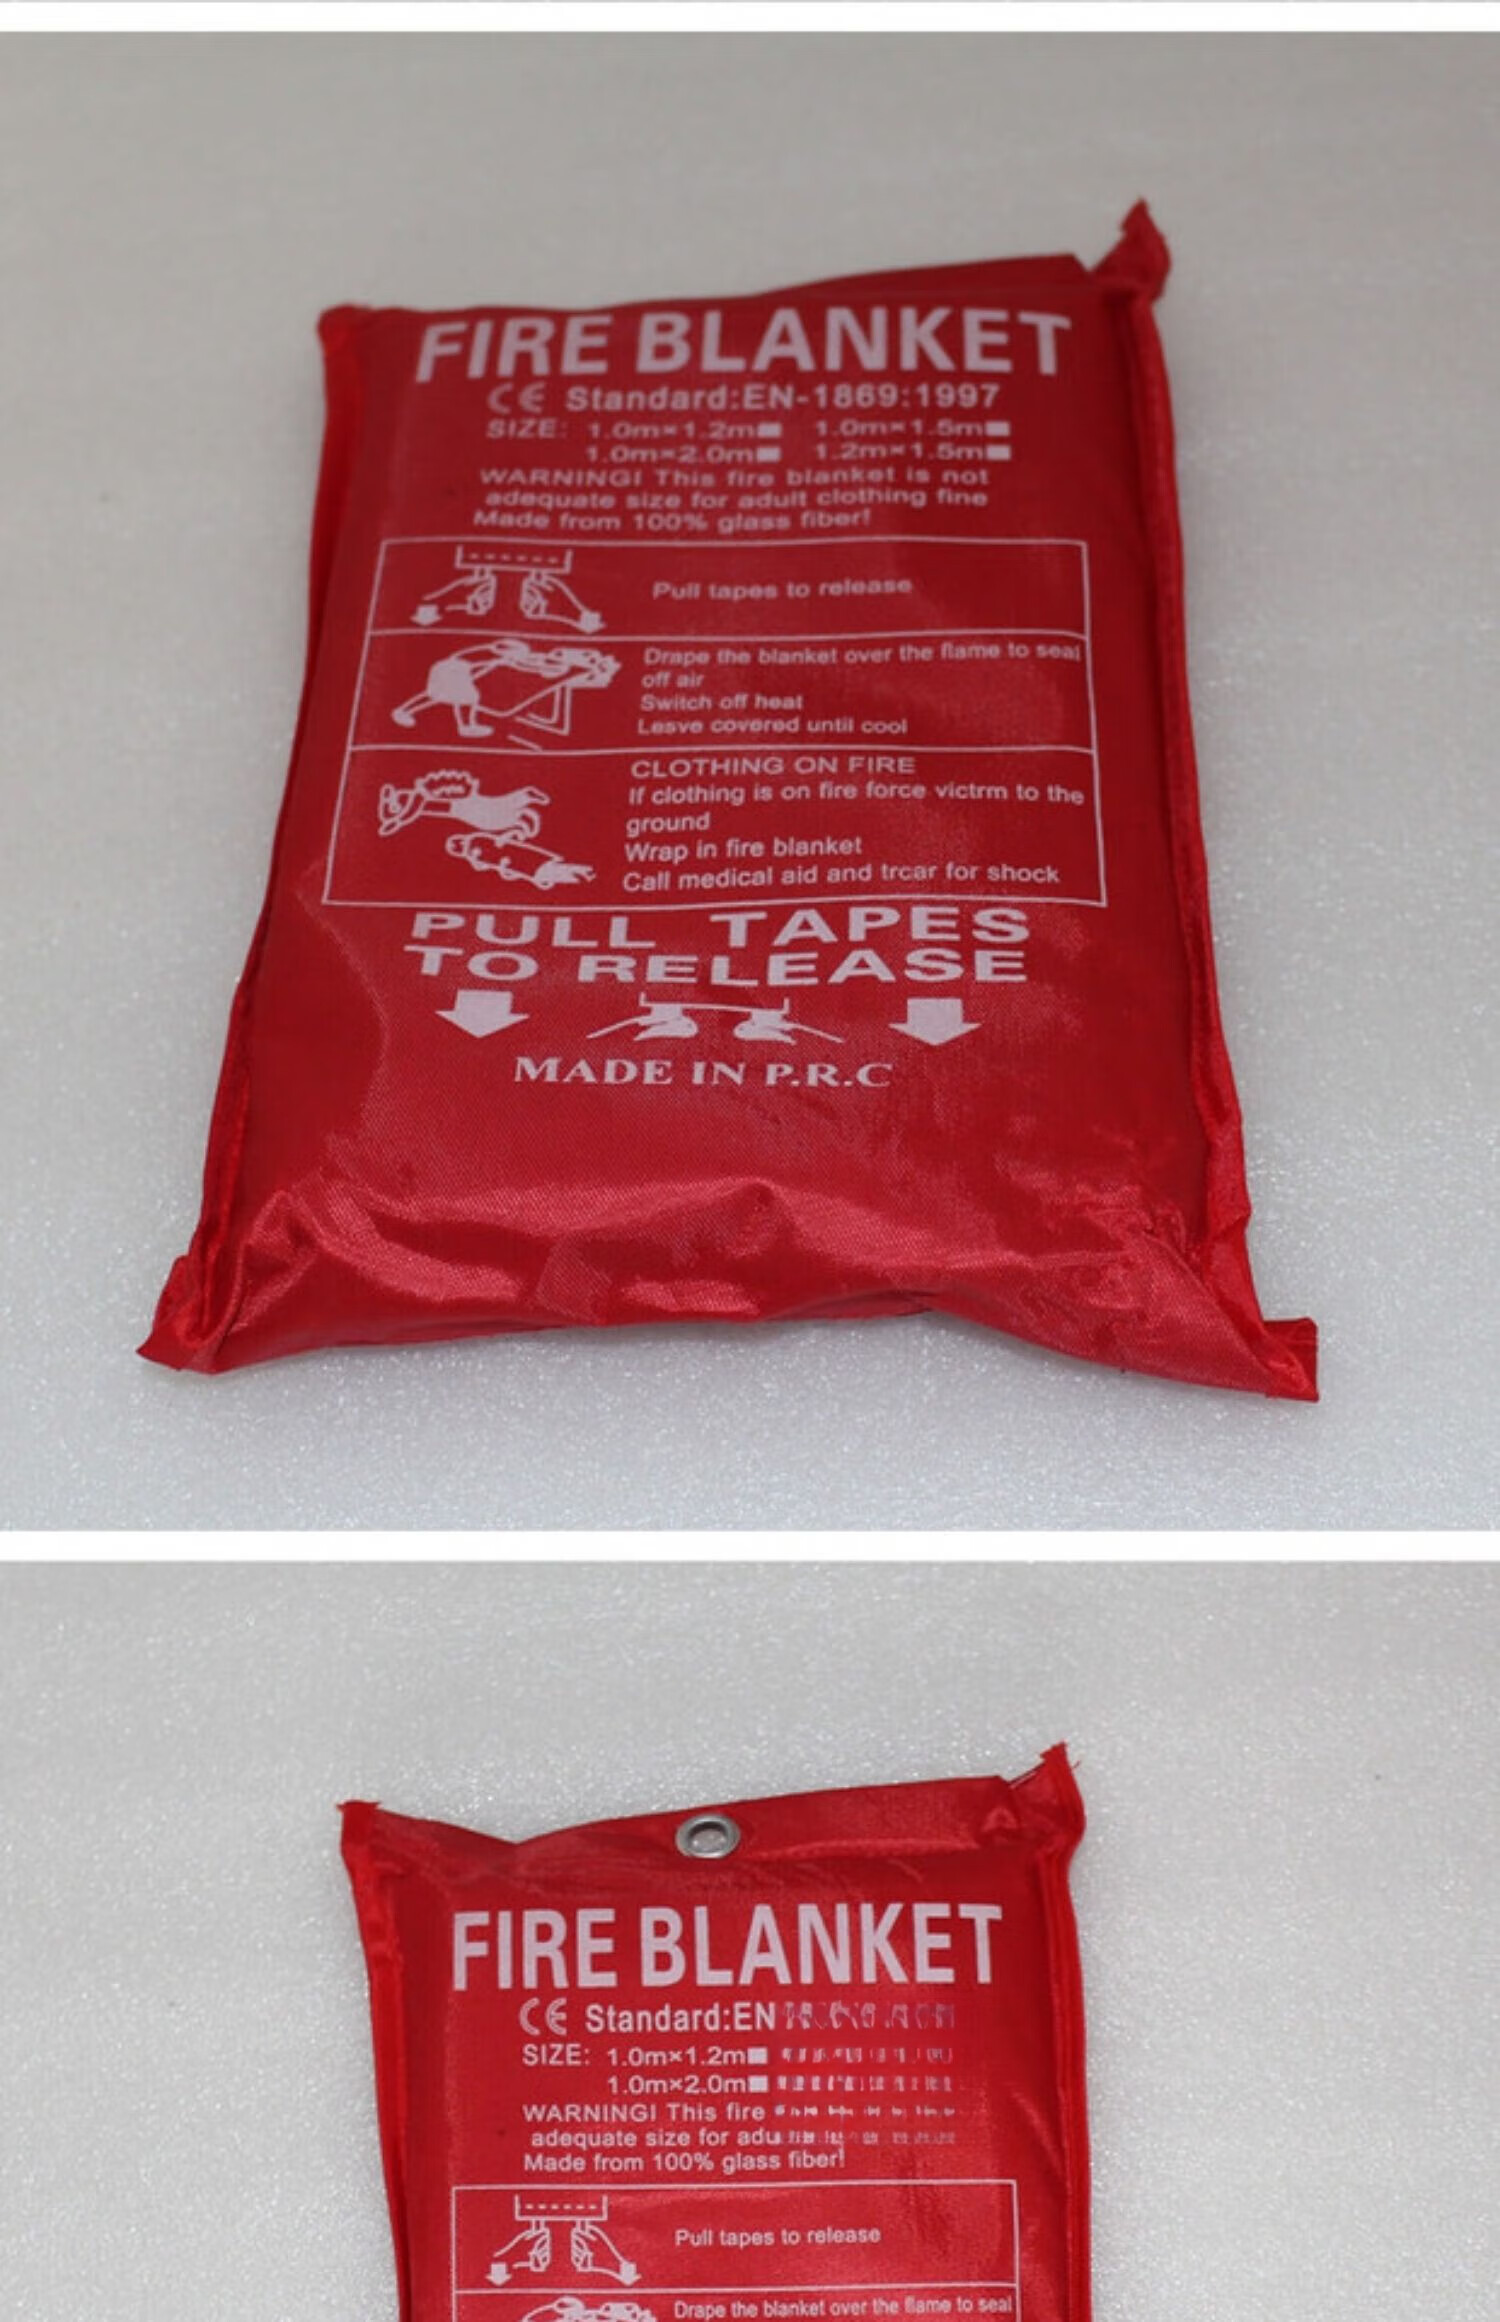 FIRE BLANKET
CE Standard:EN-1869:1997
SIZE: 1.0m×1.2m■ 1.0m×1.5m■
1.0m×2.0m■ 1.2m×1.5m■
WARNING! This fire blanket is not
adequate size for adult clothing fine
Made from 100% glass fiber!
Pull tapes to release
Drape the blanket over the flame to seal
off air
Switch off heat
Lesve covered until cool
CLOTHING ON FIRE
If clothing is on fire force victrm to the
ground
Wrap in fire blanket
Call medical aid and trcar for shock
PULL TAPES
TO RELEASE
MADE IN P.R.C
FIRE BLANKET
CE Standard:EN
SIZE: 1.0m×1.2m■
1.0m×2.0m■
WARNING! This fire
adequate size for
Made from 100% glass fiber!
Pull tapes to release
Drape the blanket over the flame to seal